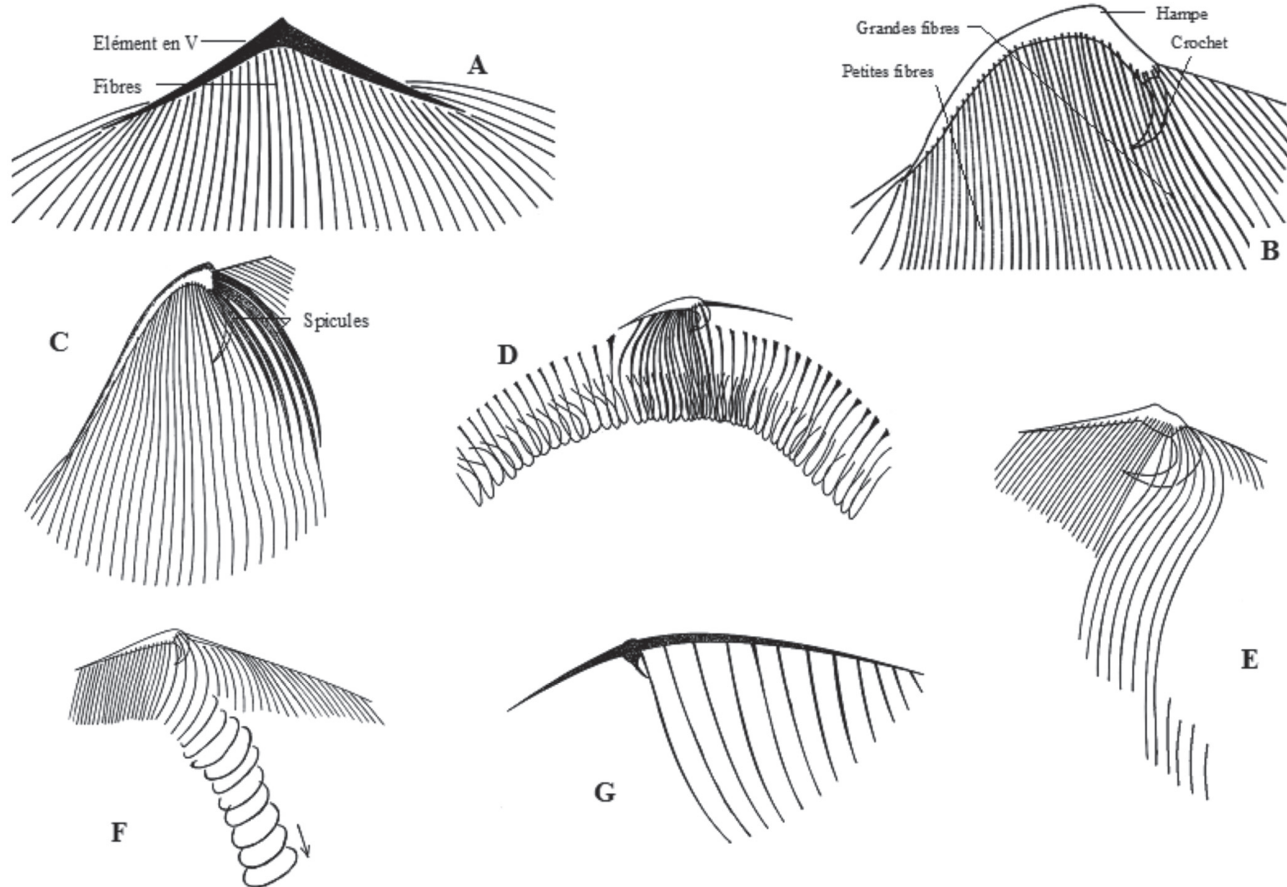 Elément en V
Fibres
A
Hampe
Grandes fibres
Crochet
Petites fibres
B
C
Spicules
D
E
F
G